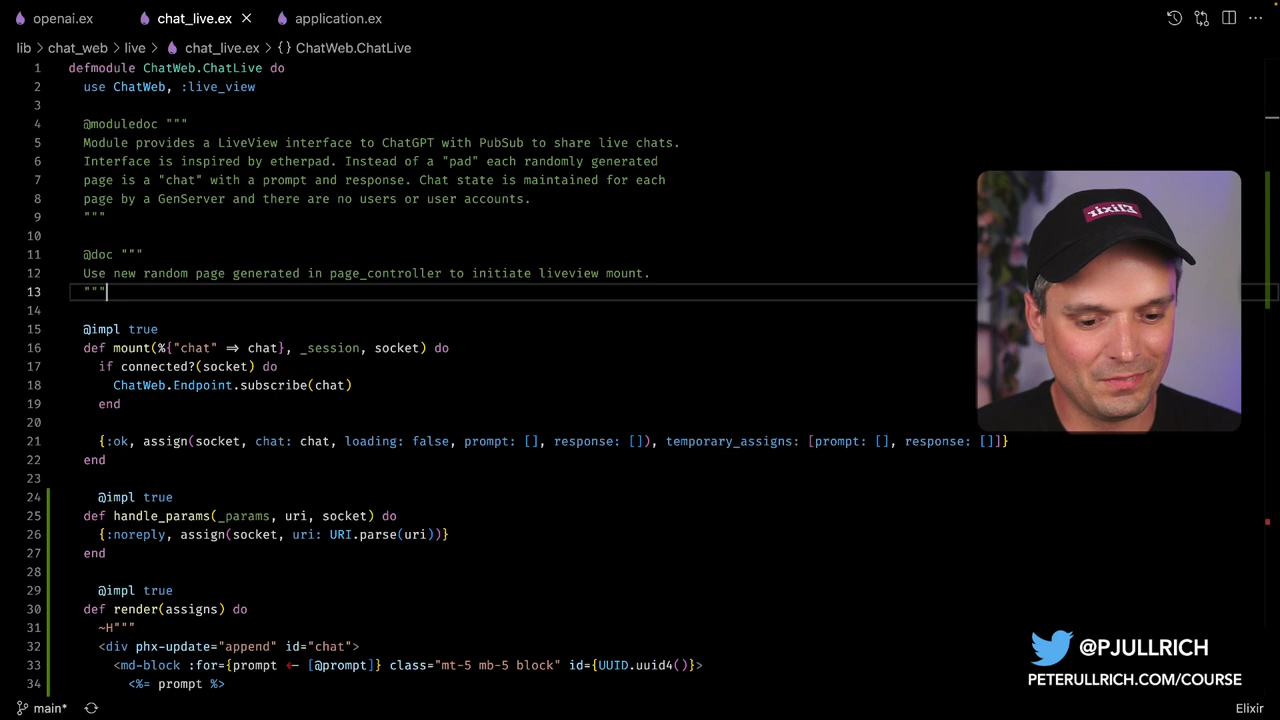 openai.ex
chat_live.ex
application.ex
lib > chat_web > live > chat_live.ex > {} ChatWeb.ChatLive
1 defmodule ChatWeb.ChatLive do
2 use ChatWeb, :live_view
3
4 @moduledoc """
5 Module provides a LiveView interface to ChatGPT with PubSub to share live chats.
6 Interface is inspired by etherpad. Instead of a "pad" each randomly generated
7 page is a "chat" with a prompt and response. Chat state is maintained for each
8 page by a GenServer and there are no users or user accounts.
9 """
10
11 @doc """
12 Use new random page generated in page_controller to initiate liveview mount.
13 """
14
15 @impl true
16 def mount(%{"chat" => chat}, _session, socket) do
17 if connected?(socket) do
18 ChatWeb.Endpoint.subscribe(chat)
19 end
20
21 {:ok, assign(socket, chat: chat, loading: false, prompt: [], response: []), temporary_assigns: [prompt: [], response: []]}
22 end
23
24 @impl true
25 def handle_params(_params, uri, socket) do
26 {:noreply, assign(socket, uri: URI.parse(uri))}
27 end
28
29 @impl true
30 def render(assigns) do
31 ~H"""
32 <div phx-update="append" id="chat">
33 <md-block :for={prompt <- [@prompt]} class="mt-5 mb-5 block" id={UUID.uuid4()}>
34 <%= prompt %>
main*
Elixir
elixir
@PJULLRICH
PETERULLRICH.COM/COURSE